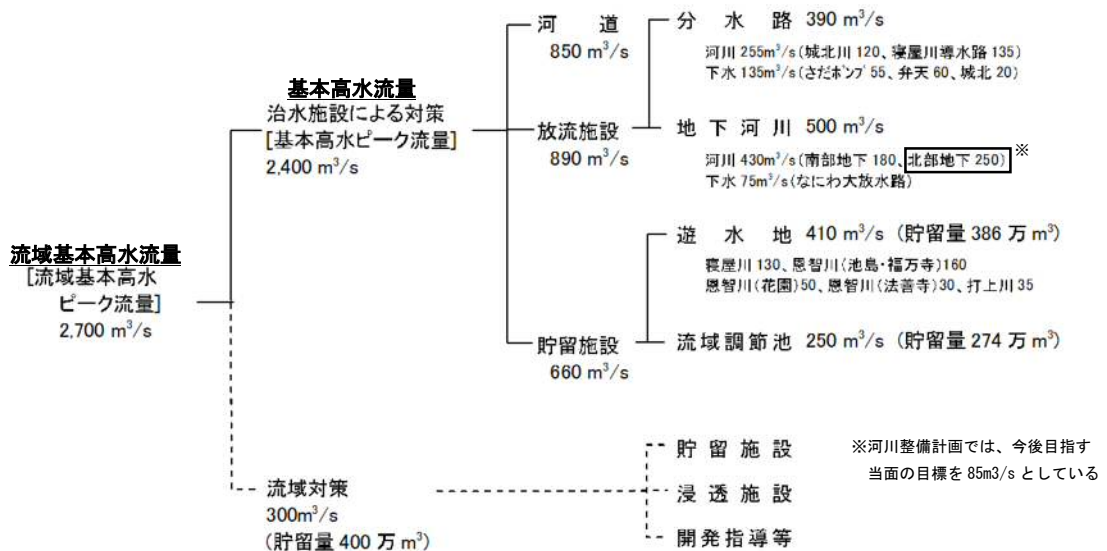 流域基本高水流量
[流域基本高水
ピーク流量]
2,700 m³/s
基本高水流量
治水施設による対策
[基本高水ピーク流量]
2,400 m³/s
河　道
850 m³/s
放流施設
890 m³/s
分　水　路　390 m³/s
河川 255m³/s(城北川 120、寝屋川導水路 135)
下水 135m³/s(さだポンプ 55、弁天 60、城北 20)
地 下 河 川　500 m³/s
河川 430m³/s(南部地下 180、北部地下 250)※
下水 75m³/s(なにわ大放水路)
貯留施設
660 m³/s
遊　水　地　410 m³/s (貯留量 386 万 m³)
寝屋川 130、恩智川(池島・福万寺)160
恩智川(花園)50、恩智川(法善寺)30、打上川 35
流域調節池　250 m³/s (貯留量 274 万 m³)
流域対策
300m³/s
(貯留量 400 万 m³)
貯 留 施 設
浸 透 施 設
開発指導等
※河川整備計画では、今後目指す
当面の目標を 85m3/s としている